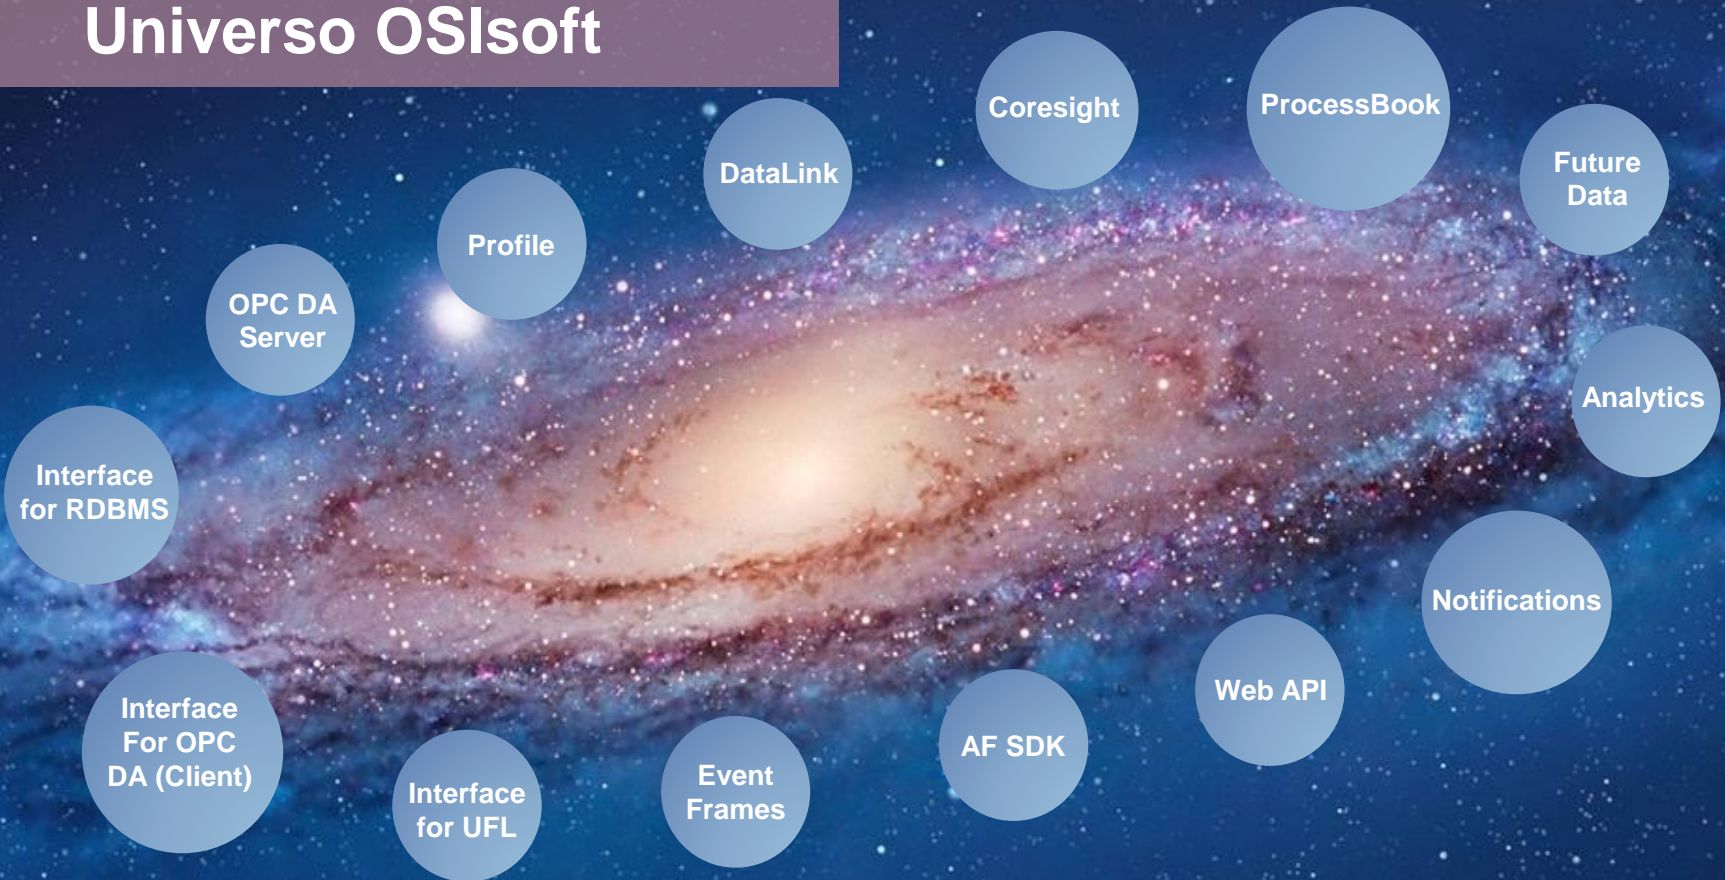 Universo OSIsoft
Coresight
ProcessBook
DataLink
Future
Data
Profile
OPC DA
Server
Analytics
Interface
for RDBMS
Notifications
Web API
Interface
For OPC
DA (Client)
AF SDK
Event
Frames
Interface
for UFL